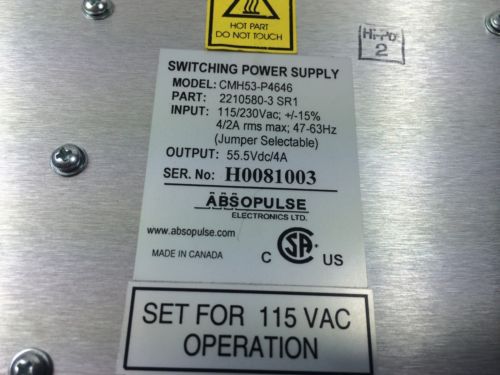 HOT PART
DO NOT TOUCH
Hi-Pot
2
SWITCHING POWER SUPPLY
MODEL: CMH53-P4646
PART: 2210580-3 SR1
INPUT: 115/230Vac; +/-15%
4/2A rms max; 47-63Hz
(Jumper Selectable)
OUTPUT: 55.5Vdc/4A
SER. No: H0081003
ABSOPULSE
ELECTRONICS LTD.
www.absopulse.com
MADE IN CANADA
C SA US
SET FOR 115 VAC
OPERATION